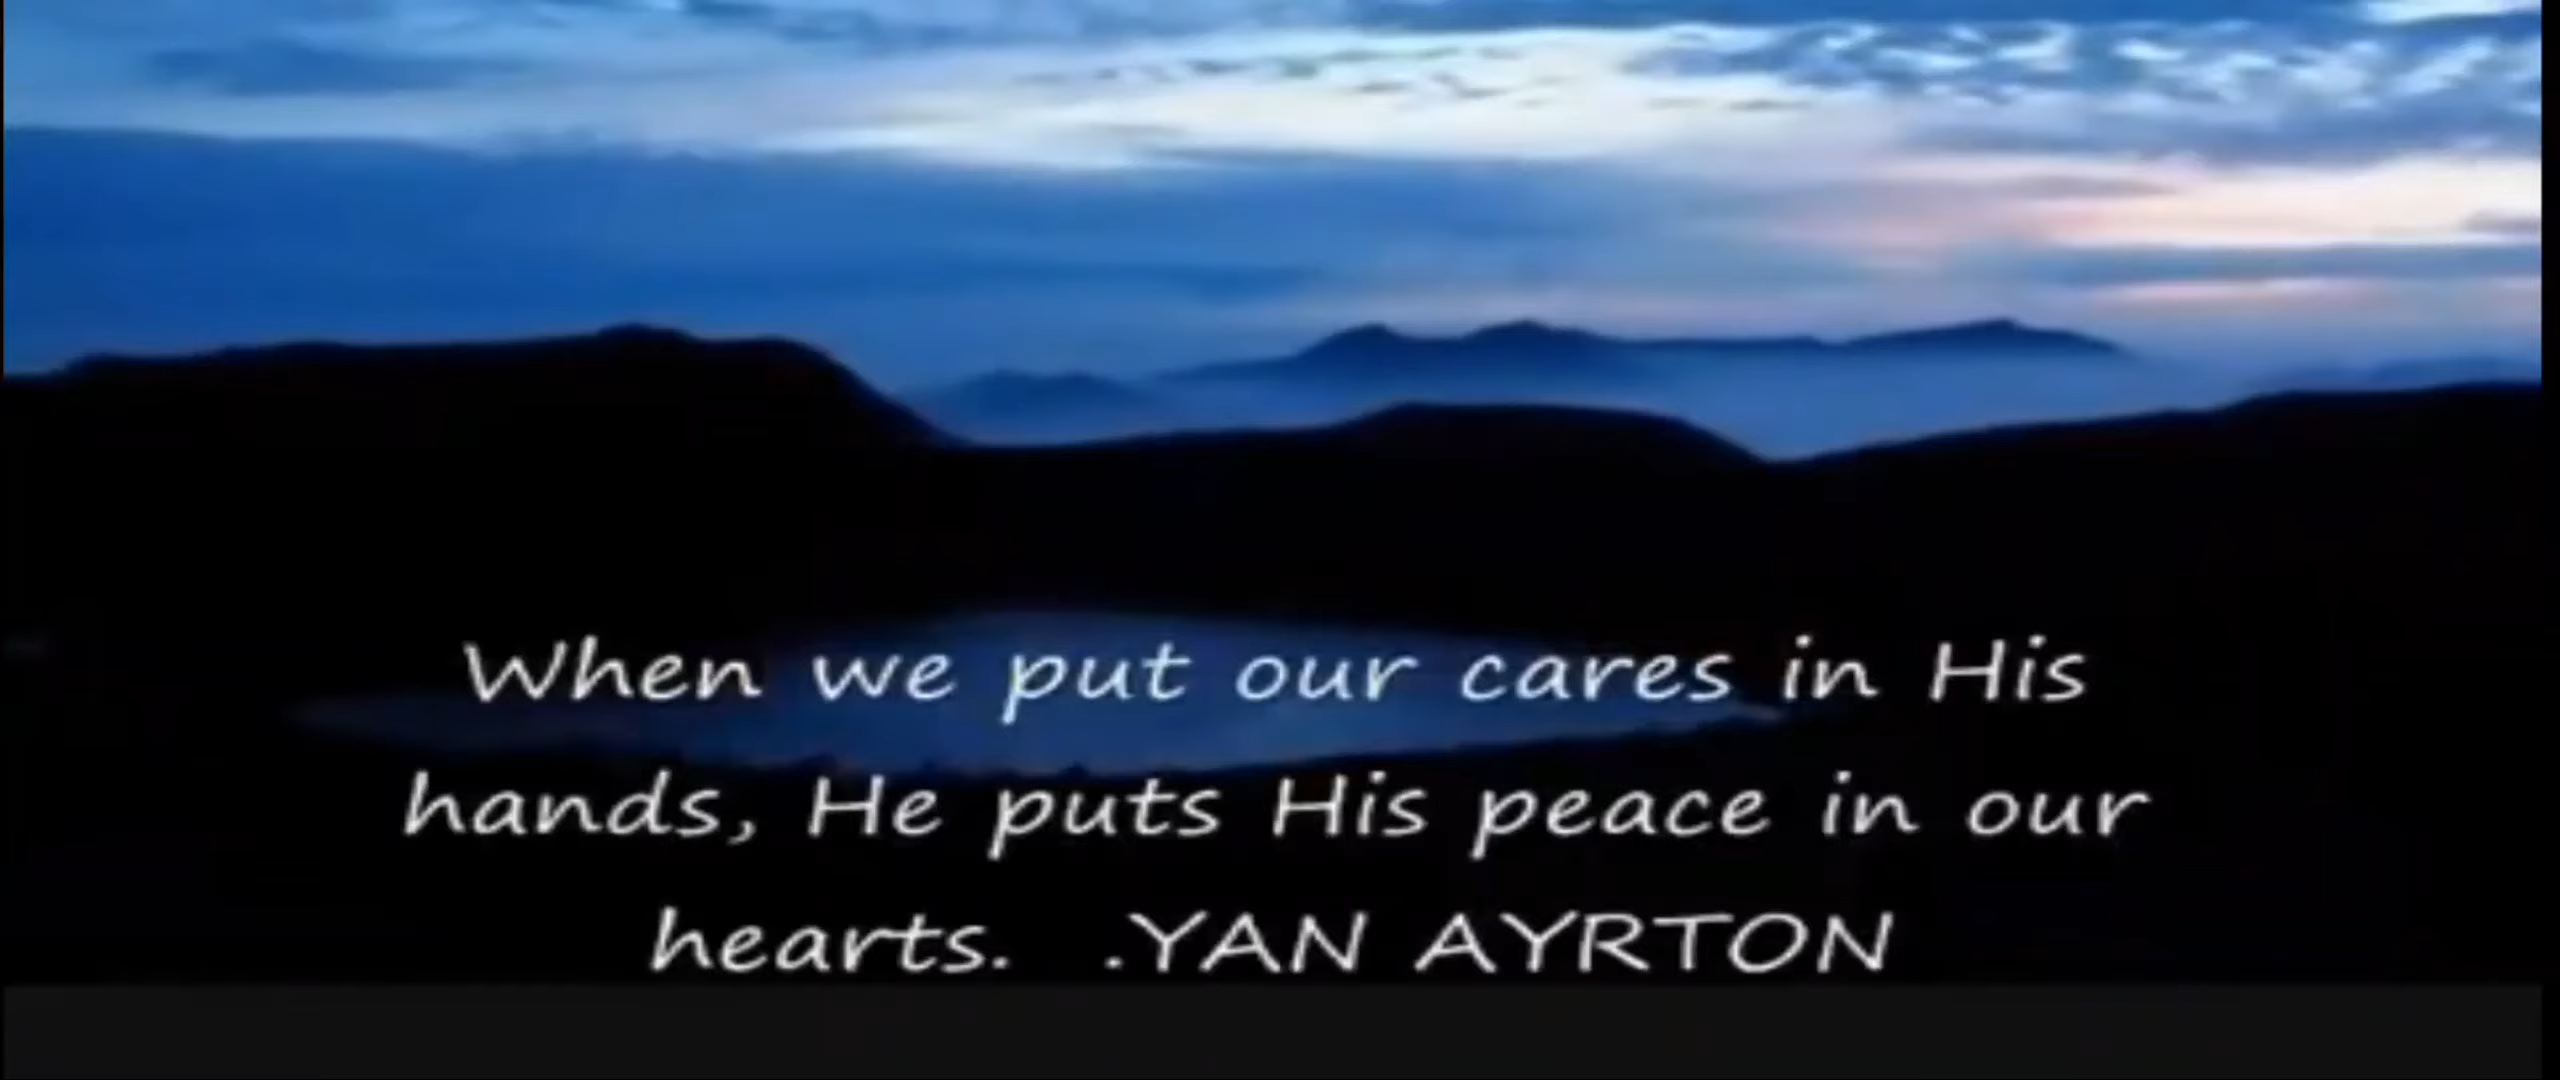 When we put our cares in His
hands, He puts His peace in our
hearts. .YAN AYRTON